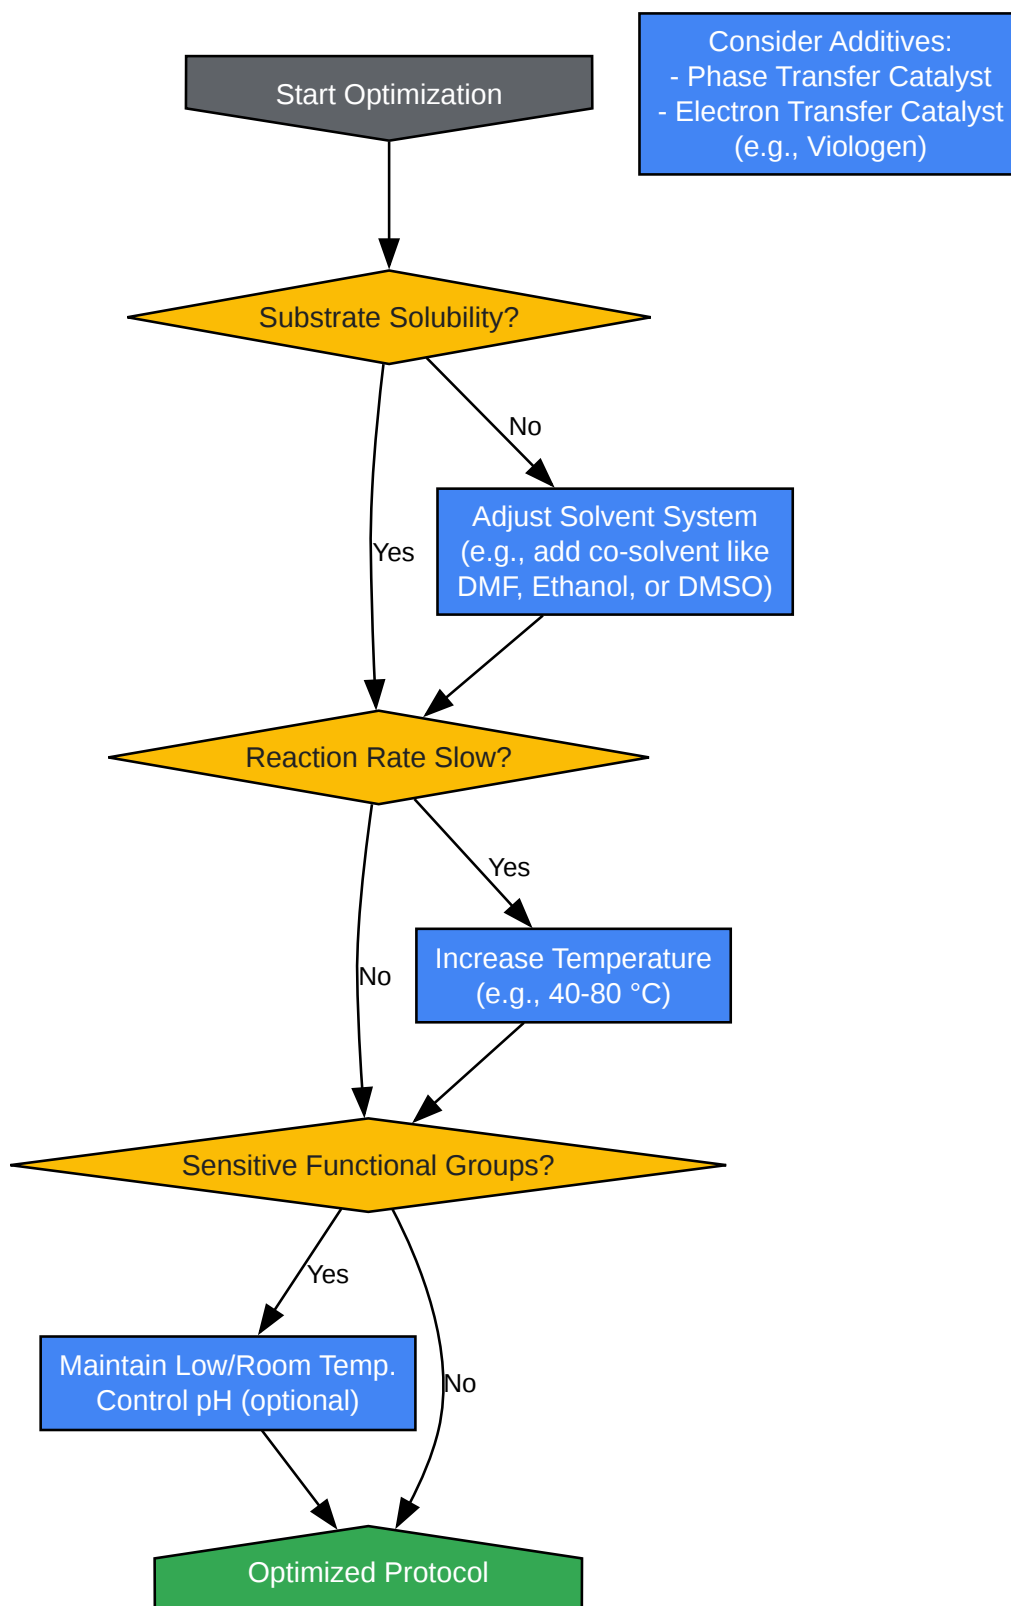 Start Optimization
Consider Additives:
- Phase Transfer Catalyst
- Electron Transfer Catalyst
(e.g., Viologen)
Substrate Solubility?
No
Adjust Solvent System
(e.g., add co-solvent like
DMF, Ethanol, or DMSO)
Yes
Reaction Rate Slow?
Yes
Increase Temperature
(e.g., 40-80 °C)
No
Sensitive Functional Groups?
Yes
Maintain Low/Room Temp.
Control pH (optional)
No
Optimized Protocol